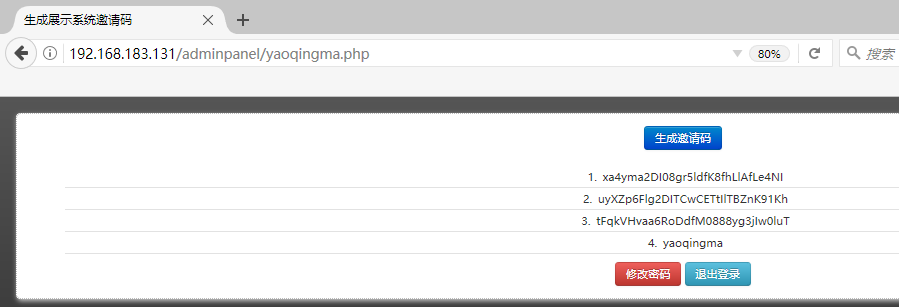 生成展示系统邀请码
192.168.183.131/adminpanel/yaoqingma.php
80%
搜索
生成邀请码
1. xa4yma2DI08gr5ldfK8fhLlAfLe4NI
2. uyXZp6Flg2DITCwCETtIlTBZnK91Kh
3. tFqkVHvaa6RoDdfM0888yg3jIw0luT
4. yaoqingma
修改密码 退出登录